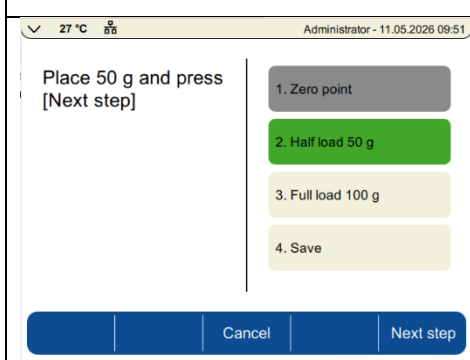 27 °C
Administrator - 11.05.2026 09:51
Place 50 g and press
[Next step]
1. Zero point
2. Half load 50 g
3. Full load 100 g
4. Save
Cancel
Next step